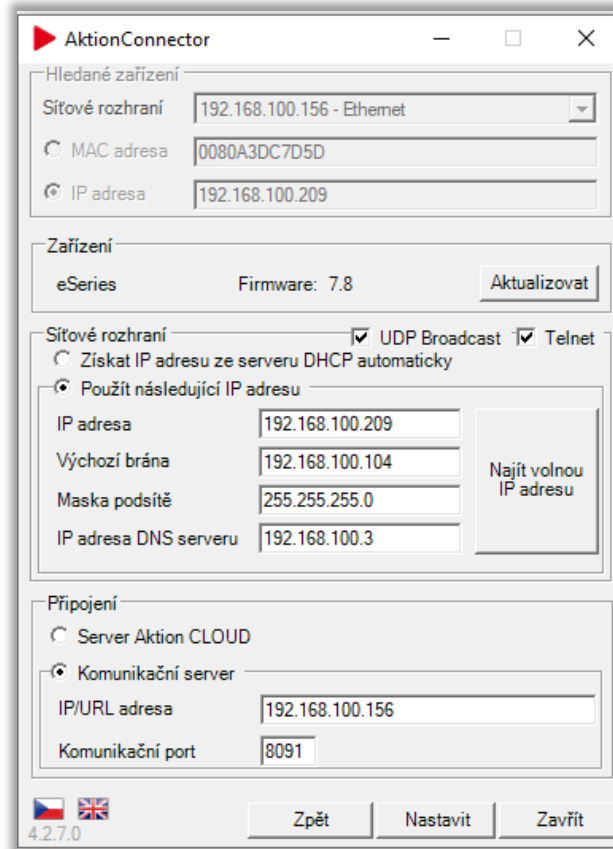 AktionConnector
Hledané zařízení
Síťové rozhraní 192.168.100.156 - Ethernet
MAC adresa 0080A3DC7D5D
IP adresa 192.168.100.209
Zařízení
eSeries Firmware: 7.8 Aktualizovat
Síťové rozhraní UDP Broadcast Telnet
Získat IP adresu ze serveru DHCP automaticky
Použít následující IP adresu
IP adresa 192.168.100.209
Výchozí brána 192.168.100.104
Najít volnou
IP adresu
Maska podsítě 255.255.255.0
IP adresa DNS serveru 192.168.100.3
Připojení
Server Aktion CLOUD
Komunikační server
IP/URL adresa 192.168.100.156
Komunikační port 8091
Zpět Nastavit Zavřít
4.2.7.0